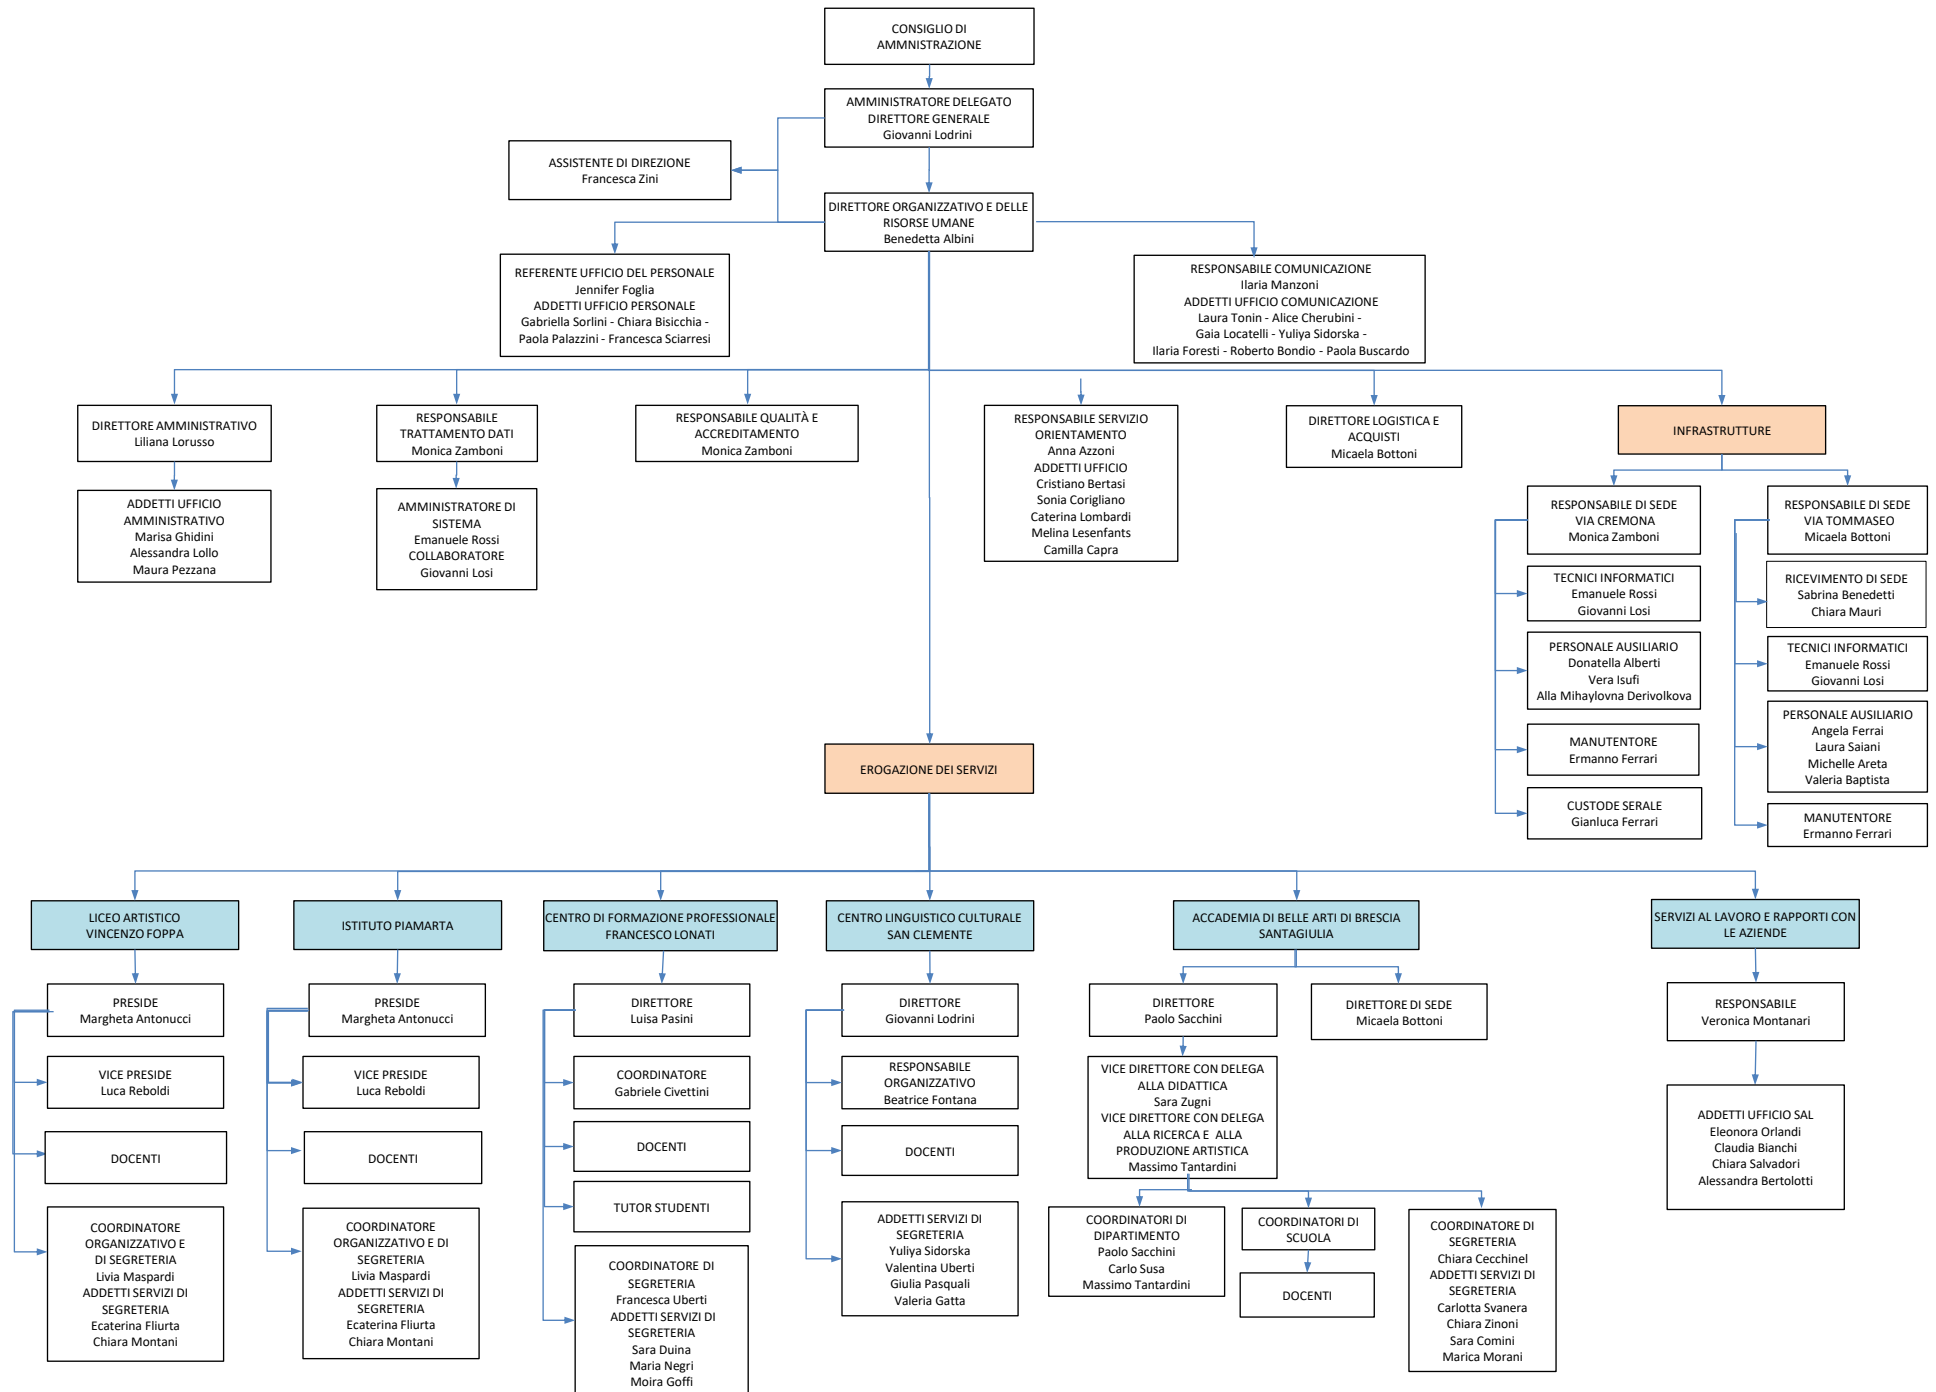 CONSIGLIO DI
AMMNISTRAZIONE
AMMINISTRATORE DELEGATO
DIRETTORE GENERALE
Giovanni Lodrini
ASSISTENTE DI DIREZIONE
Francesca Zini
DIRETTORE ORGANIZZATIVO E DELLE
RISORSE UMANE
Benedetta Albini
REFERENTE UFFICIO DEL PERSONALE
Jennifer Foglia
ADDETTI UFFICIO PERSONALE
Gabriella Sorlini - Chiara Bisicchia -
Paola Palazzini - Francesca Sciarresi
RESPONSABILE COMUNICAZIONE
Ilaria Manzoni
ADDETTI UFFICIO COMUNICAZIONE
Laura Tonin - Alice Cherubini -
Gaia Locatelli - Yuliya Sidorska -
Ilaria Foresti - Roberto Bondio - Paola Buscardo
DIRETTORE AMMINISTRATIVO
Liliana Lorusso
ADDETTI UFFICIO
AMMINISTRATIVO
Marisa Ghidini
Alessandra Lollo
Maura Pezzana
RESPONSABILE
TRATTAMENTO DATI
Monica Zamboni
AMMINISTRATORE DI
SISTEMA
Emanuele Rossi
COLLABORATORE
Giovanni Losi
RESPONSABILE QUALITÀ E
ACCREDITAMENTO
Monica Zamboni
RESPONSABILE SERVIZIO
ORIENTAMENTO
Anna Azzoni
ADDETTI UFFICIO
Cristiano Bertasi
Sonia Corigliano
Caterina Lombardi
Melina Lesenfants
Camilla Capra
DIRETTORE LOGISTICA E
ACQUISTI
Micaela Bottoni
INFRASTRUTTURE
RESPONSABILE DI SEDE
VIA CREMONA
Monica Zamboni
TECNICI INFORMATICI
Emanuele Rossi
Giovanni Losi
PERSONALE AUSILIARIO
Donatella Alberti
Vera Isufi
Alla Mihaylovna Derivolkova
MANUTENTORE
Ermanno Ferrari
CUSTODE SERALE
Gianluca Ferrari
RESPONSABILE DI SEDE
VIA TOMMASEO
Micaela Bottoni
RICEVIMENTO DI SEDE
Sabrina Benedetti
Chiara Mauri
TECNICI INFORMATICI
Emanuele Rossi
Giovanni Losi
PERSONALE AUSILIARIO
Angela Ferrai
Laura Saiani
Michelle Areta
Valeria Baptista
MANUTENTORE
Ermanno Ferrari
EROGAZIONE DEI SERVIZI
LICEO ARTISTICO
VINCENZO FOPPA
PRESIDE
Margheta Antonucci
VICE PRESIDE
Luca Reboldi
DOCENTI
COORDINATORE
ORGANIZZATIVO E
DI SEGRETERIA
Livia Maspardi
ADDETTI SERVIZI DI
SEGRETERIA
Ecaterina Fliurta
Chiara Montani
ISTITUTO PIAMARTA
PRESIDE
Margheta Antonucci
VICE PRESIDE
Luca Reboldi
DOCENTI
COORDINATORE
ORGANIZZATIVO E DI
SEGRETERIA
Livia Maspardi
ADDETTI SERVIZI DI
SEGRETERIA
Ecaterina Fliurta
Chiara Montani
CENTRO DI FORMAZIONE PROFESSIONALE
FRANCESCO LONATI
DIRETTORE
Luisa Pasini
COORDINATORE
Gabriele Civettini
DOCENTI
TUTOR STUDENTI
COORDINATORE DI
SEGRETERIA
Francesca Uberti
ADDETTI SERVIZI DI
SEGRETERIA
Sara Duina
Maria Negri
Moira Goffi
CENTRO LINGUISTICO CULTURALE
SAN CLEMENTE
DIRETTORE
Giovanni Lodrini
RESPONSABILE
ORGANIZZATIVO
Beatrice Fontana
DOCENTI
ADDETTI SERVIZI DI
SEGRETERIA
Yuliya Sidorska
Valentina Uberti
Giulia Pasquali
Valeria Gatta
ACCADEMIA DI BELLE ARTI DI BRESCIA
SANTAGIULIA
DIRETTORE
Paolo Sacchini
DIRETTORE DI SEDE
Micaela Bottoni
VICE DIRETTORE CON DELEGA
ALLA DIDATTICA
Sara Zugni
VICE DIRETTORE CON DELEGA
ALLA RICERCA E ALLA
PRODUZIONE ARTISTICA
Massimo Tantardini
COORDINATORI DI
DIPARTIMENTO
Paolo Sacchini
Carlo Susa
Massimo Tantardini
COORDINATORI DI
SCUOLA
DOCENTI
COORDINATORE DI
SEGRETERIA
Chiara Cecchinel
ADDETTI SERVIZI DI
SEGRETERIA
Carlotta Svanera
Chiara Zinoni
Sara Comini
Marica Morani
SERVIZI AL LAVORO E RAPPORTI CON
LE AZIENDE
RESPONSABILE
Veronica Montanari
ADDETTI UFFICIO SAL
Eleonora Orlandi
Claudia Bianchi
Chiara Salvadori
Alessandra Bertolotti